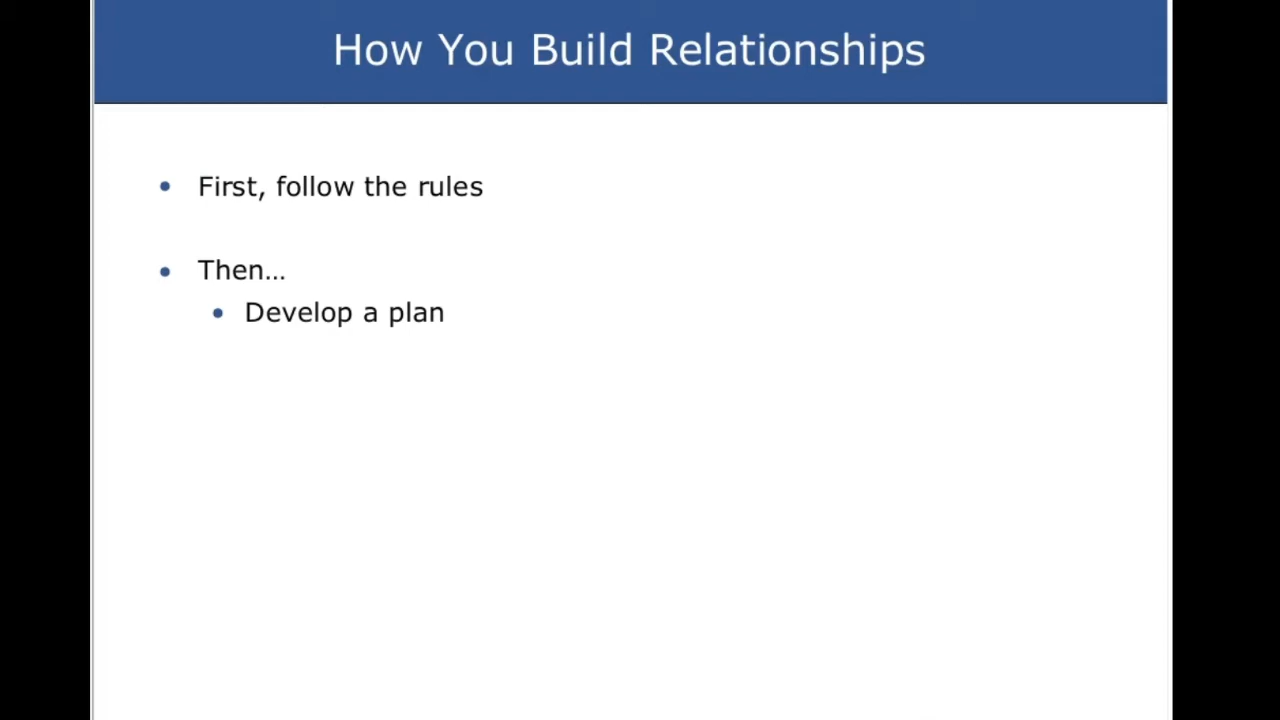 How You Build Relationships
• First, follow the rules
• Then…
• Develop a plan